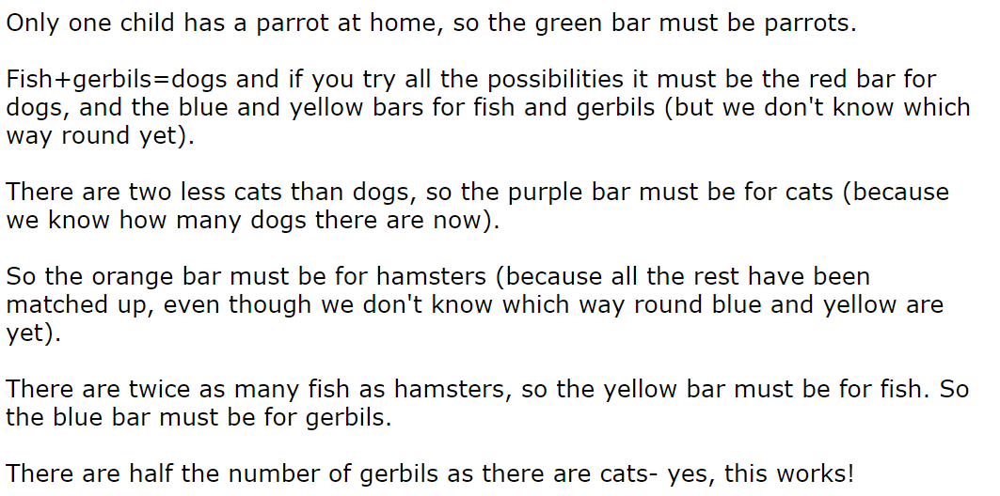 Only one child has a parrot at home, so the green bar must be parrots.
Fish+gerbils=dogs and if you try all the possibilities it must be the red bar for
dogs, and the blue and yellow bars for fish and gerbils (but we don't know which
way round yet).
There are two less cats than dogs, so the purple bar must be for cats (because
we know how many dogs there are now).
So the orange bar must be for hamsters (because all the rest have been
matched up, even though we don't know which way round blue and yellow are
yet).
There are twice as many fish as hamsters, so the yellow bar must be for fish. So
the blue bar must be for gerbils.
There are half the number of gerbils as there are cats- yes, this works!